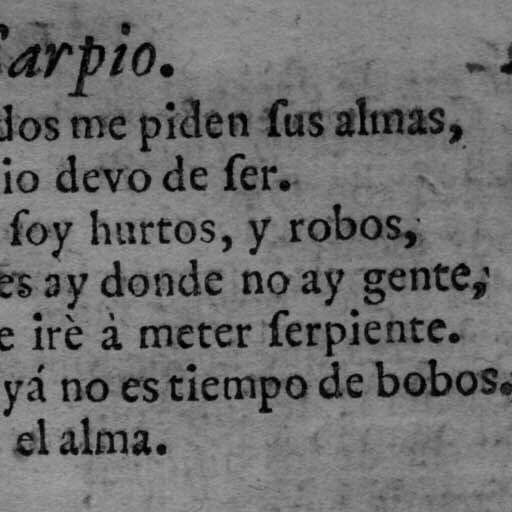 arpio.
dos me piden ſus almas,
io devo de ſer.
ſoy hurtos, y robos,
es ay donde no ay gente,
e irè à meter ſerpiente.
yá no es tiempo de bobos.
el alma.